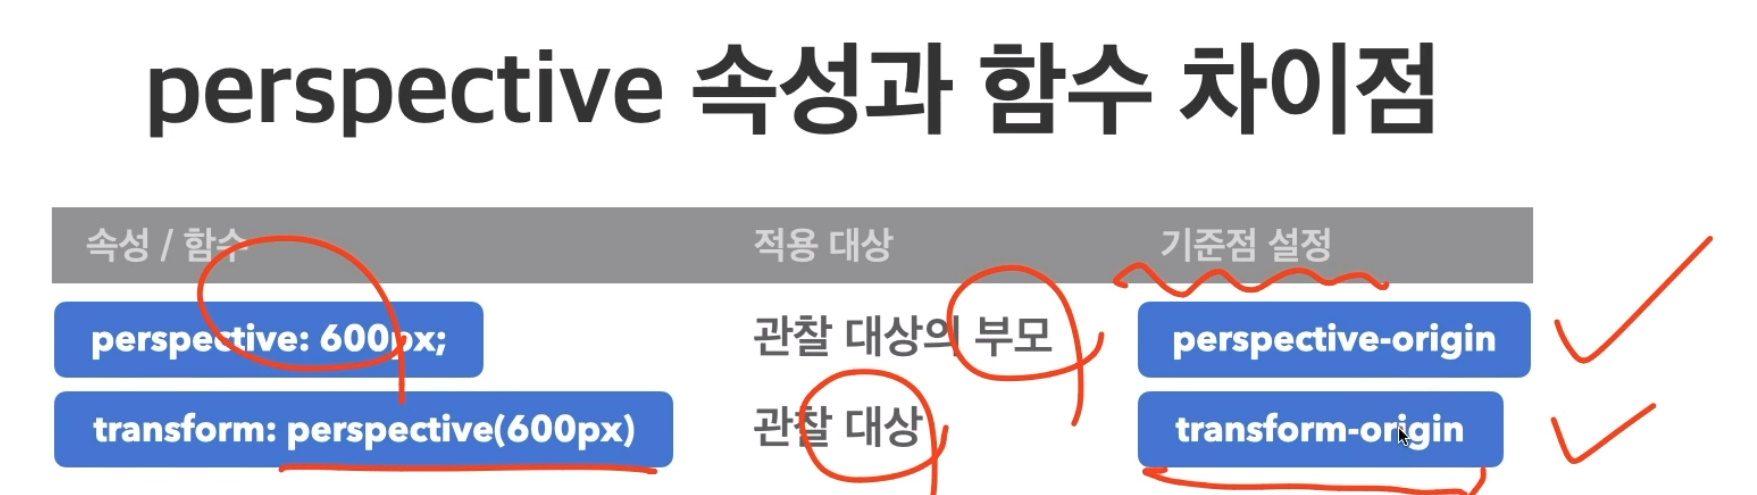 perspective 속성과 함수 차이점
속성 / 함수 적용 대상 기준점 설정
perspective: 600px; 관찰 대상의 부모 perspective-origin
transform: perspective(600px) 관찰 대상 transform-origin